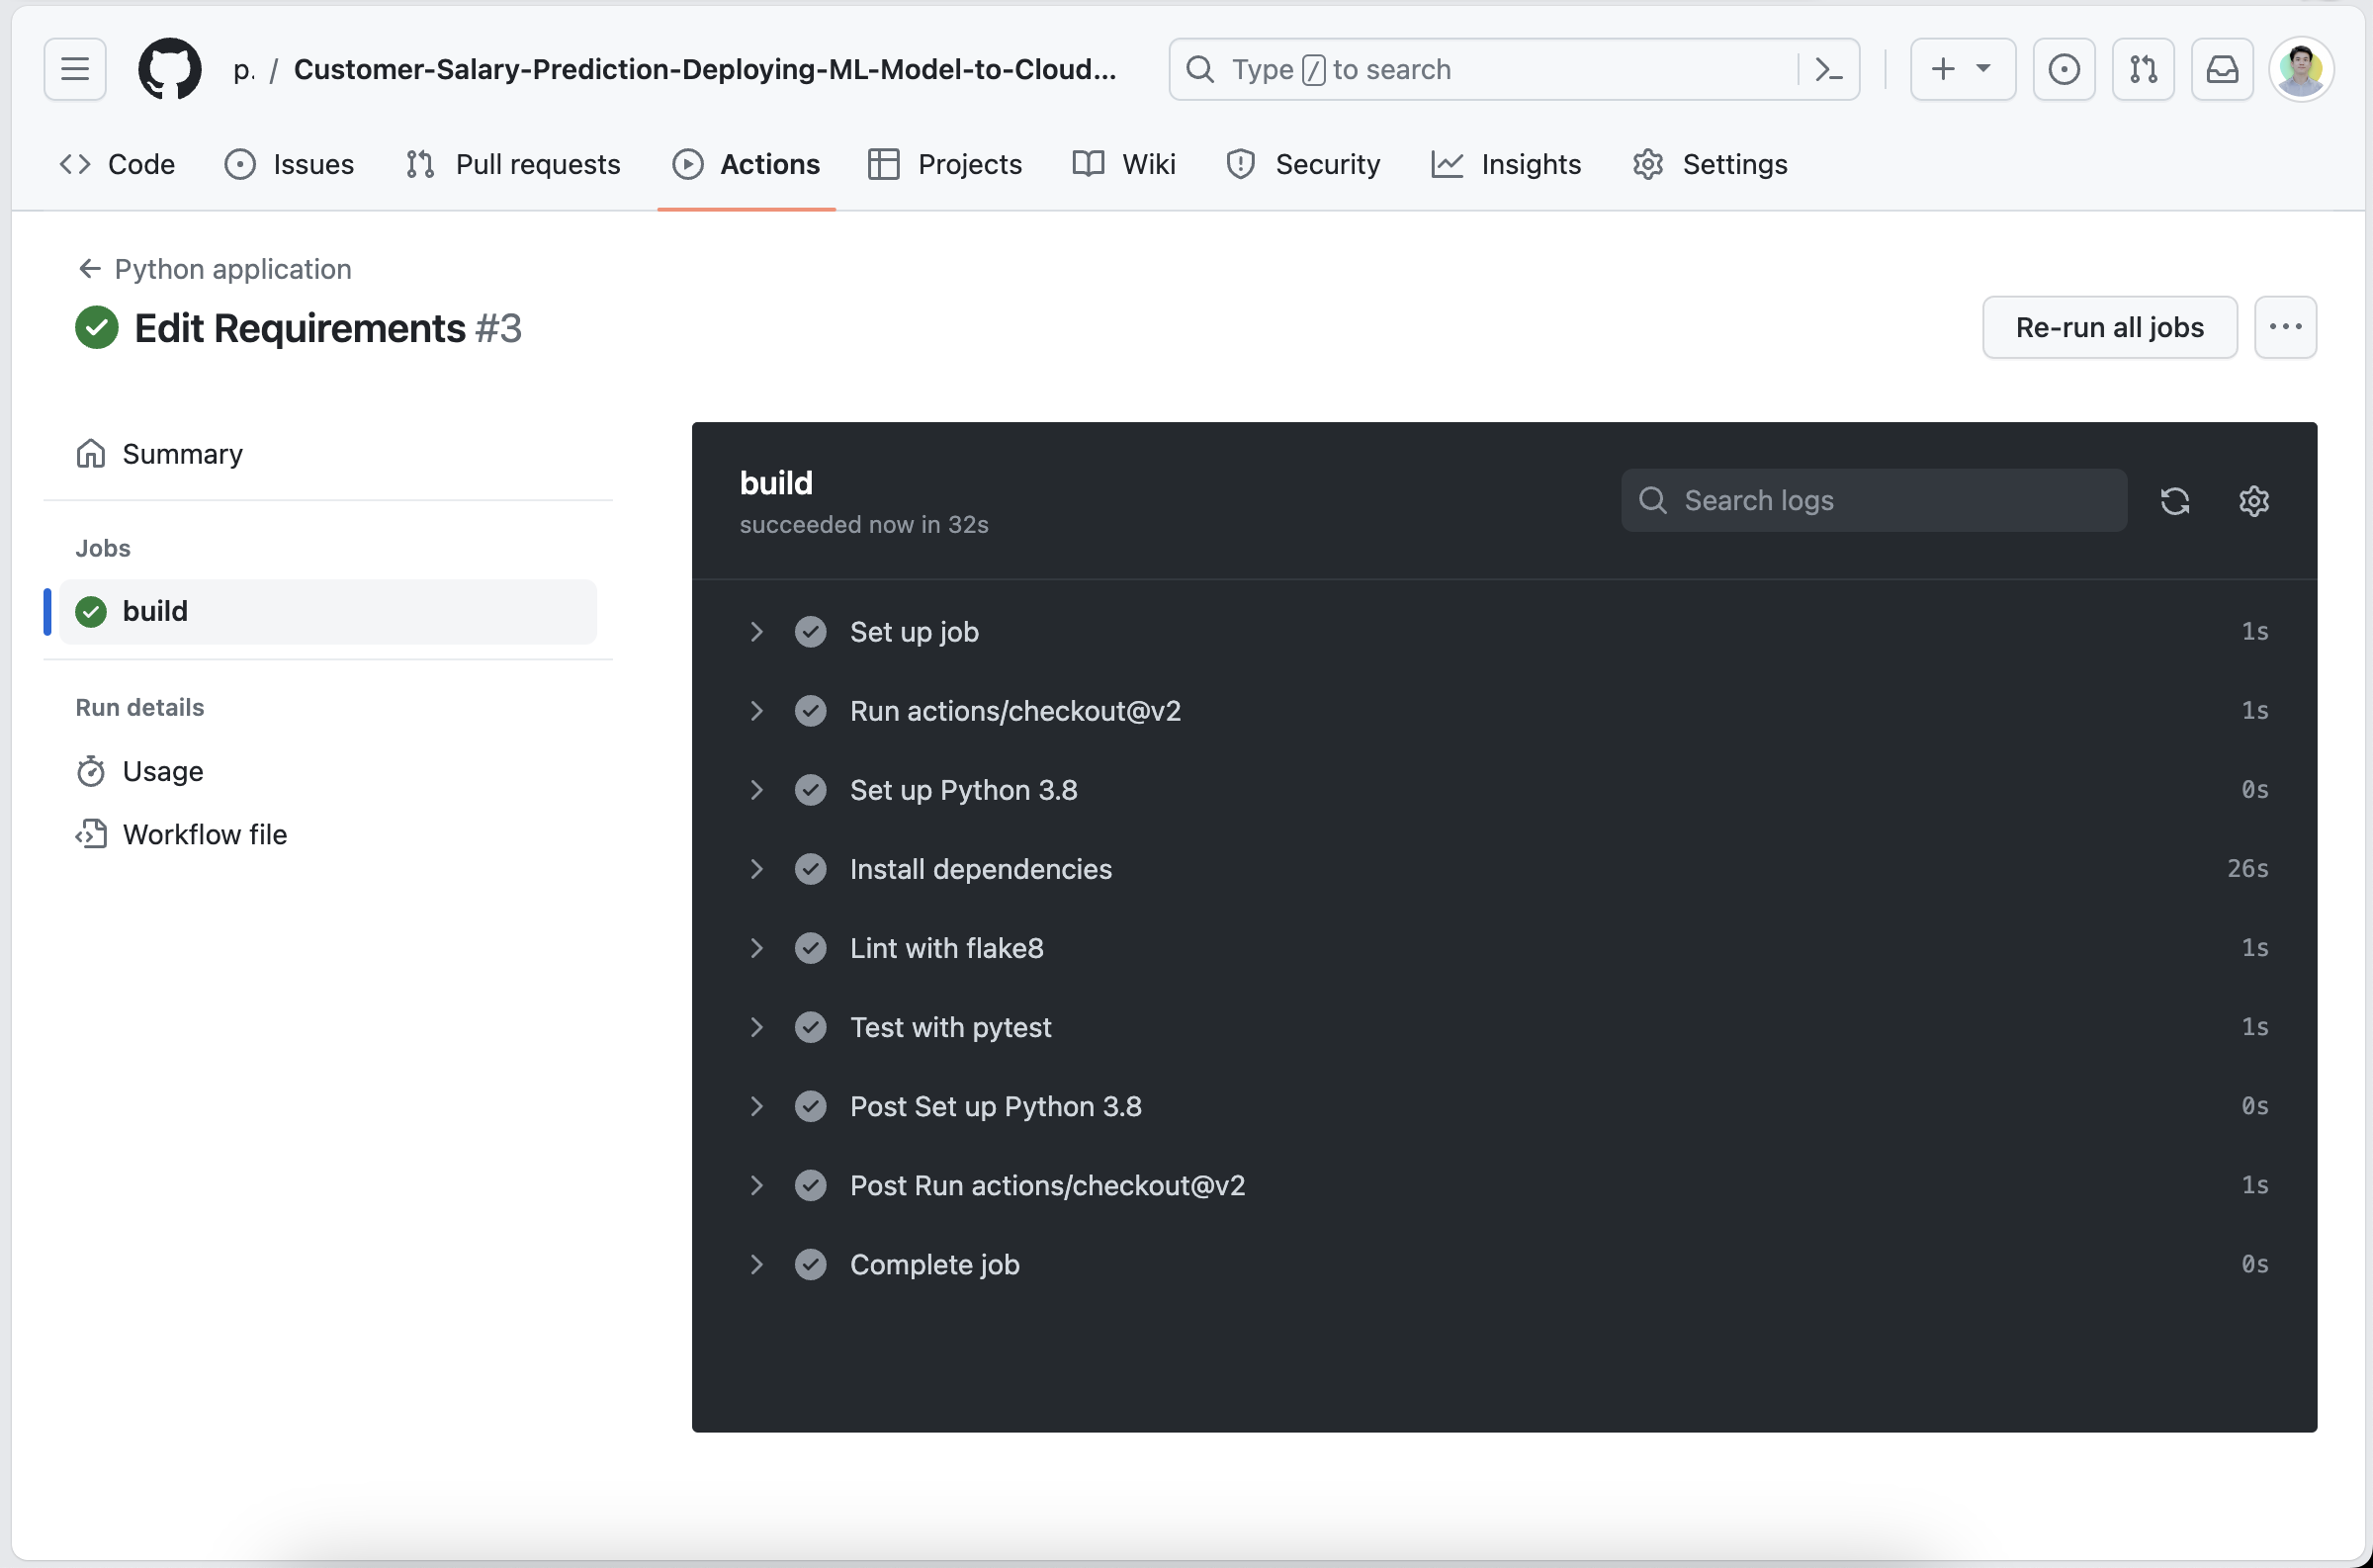 p. / Customer-Salary-Prediction-Deploying-ML-Model-to-Cloud... Type / to search
Code Issues Pull requests Actions Projects Wiki Security Insights Settings
Python application
Edit Requirements #3
Re-run all jobs
Summary
Jobs
build
Run details
Usage
Workflow file
build
succeeded now in 32s
Search logs
Set up job 1s
Run actions/checkout@v2 1s
Set up Python 3.8 0s
Install dependencies 26s
Lint with flake8 1s
Test with pytest 1s
Post Set up Python 3.8 0s
Post Run actions/checkout@v2 1s
Complete job 0s